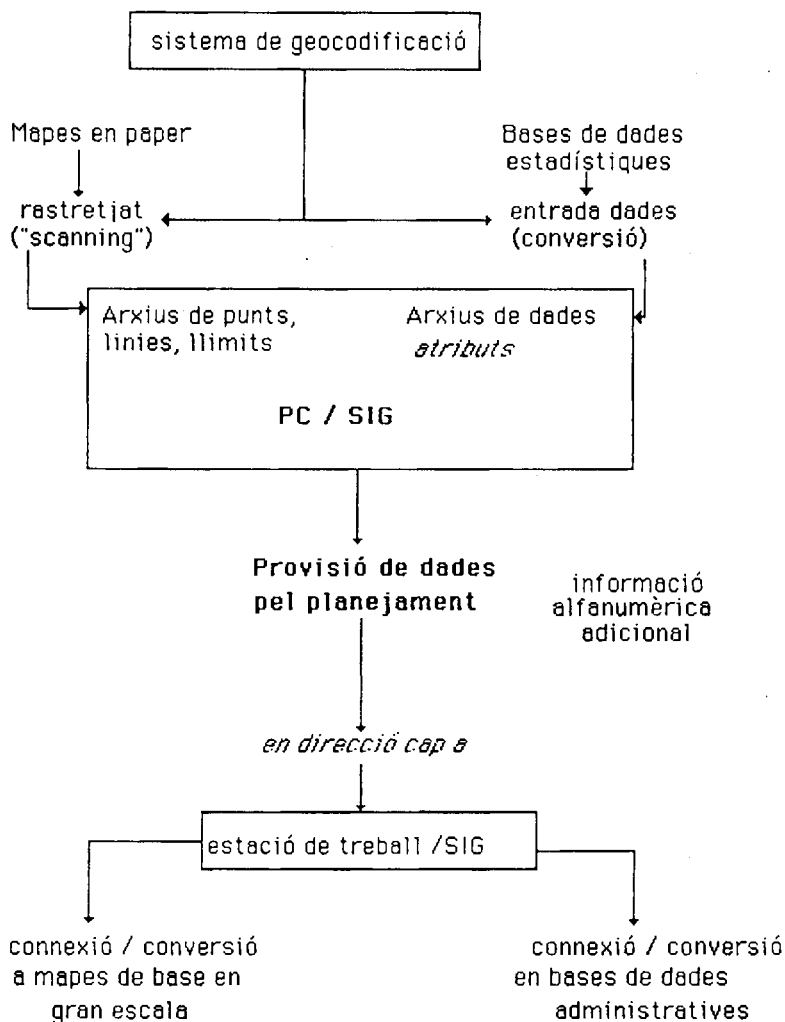 sistema de geocodificació
Mapes en paper
Bases de dades
estadístiques
rastretjat
("scanning")
entrada dades
(conversió)
Arxius de punts,
linies, llimits
Arxius de dades
atributs
PC / SIG
Provisió de dades
pel planejament
informació
alfanumèrica
adicional
en direcció cap a
estació de treball /SIG
connexió / conversió
a mapes de base en
gran escala
connexió / conversió
en bases de dades
administratives